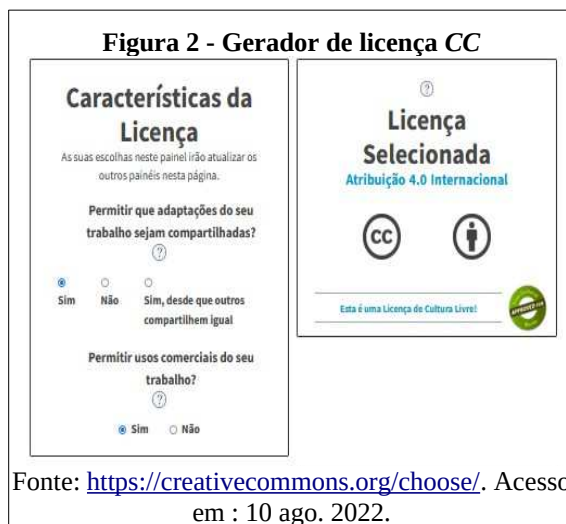 Figura 2 - Gerador de licença CC
Características da
Licença
As suas escolhas neste painel irão atualizar os
outros painéis nesta página.
Permitir que adaptações do seu
trabalho sejam compartilhadas?
?
Sim
Não
Sim, desde que outros
compartilhem igual
Permitir usos comerciais do seu
trabalho?
?
Sim
Não
?
Licença
Selecionada
Atribuição 4.0 Internacional
cc
Esta é uma Licença de Cultura Livre!
Fonte: https://creativecommons.org/choose/. Acesso
em : 10 ago. 2022.